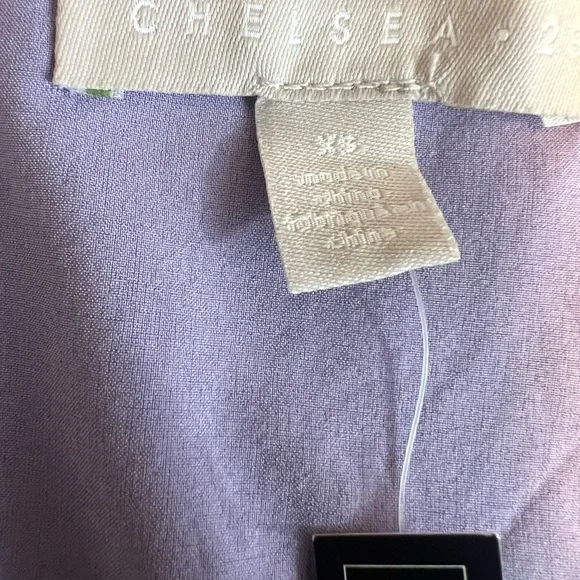 CHELSEA • 2
XS
made in
China
fabriqué en
Chine